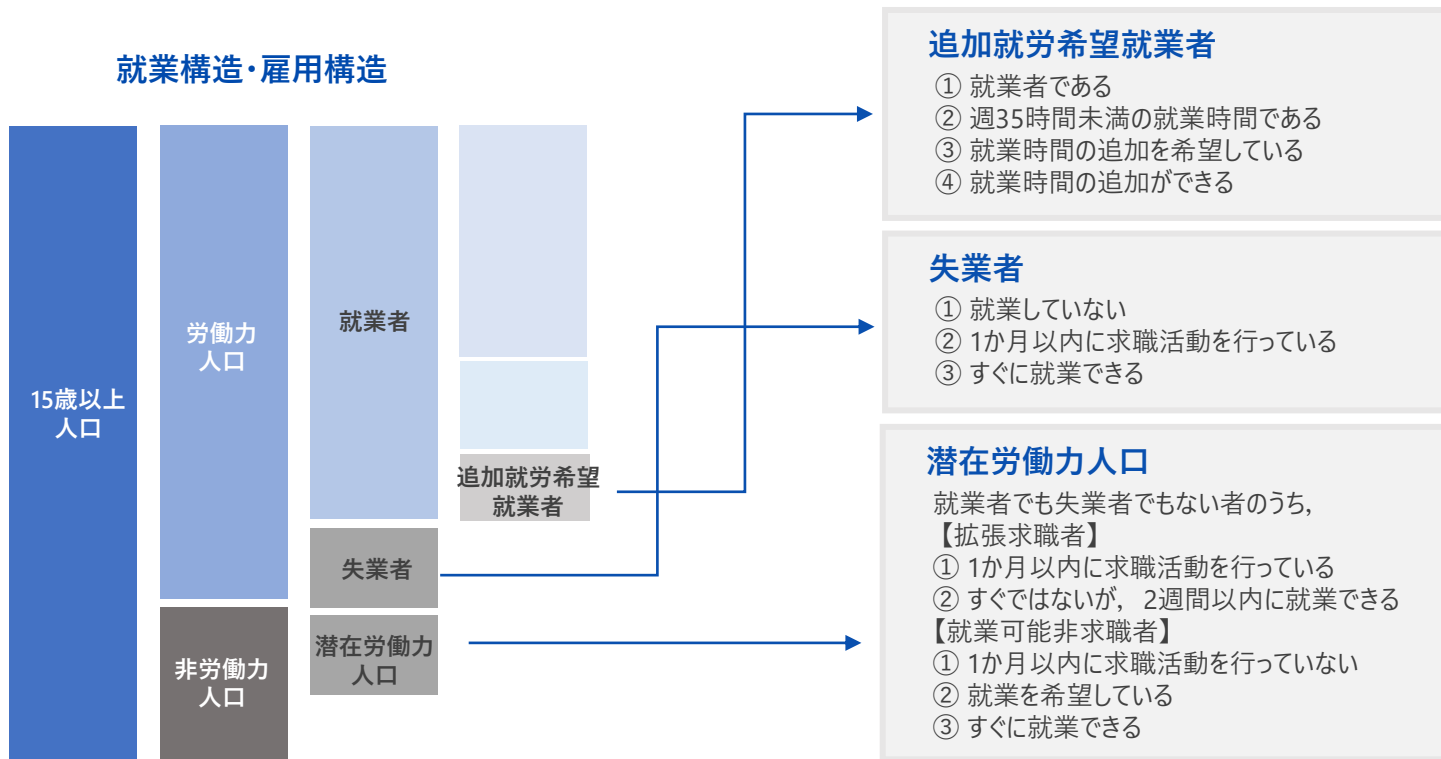 就業構造・雇用構造
15歳以上
人口
労働力
人口
非労働力
人口
就業者
失業者
潜在労働力
人口
追加就労希望
就業者
追加就労希望就業者
① 就業者である
② 週35時間未満の就業時間である
③ 就業時間の追加を希望している
④ 就業時間の追加ができる
失業者
① 就業していない
② 1か月以内に求職活動を行っている
③ すぐに就業できる
潜在労働力人口
就業者でも失業者でもない者のうち,
【拡張求職者】
① 1か月以内に求職活動を行っている
② すぐではないが, 2週間以内に就業できる
【就業可能非求職者】
① 1か月以内に求職活動を行っていない
② 就業を希望している
③ すぐに就業できる